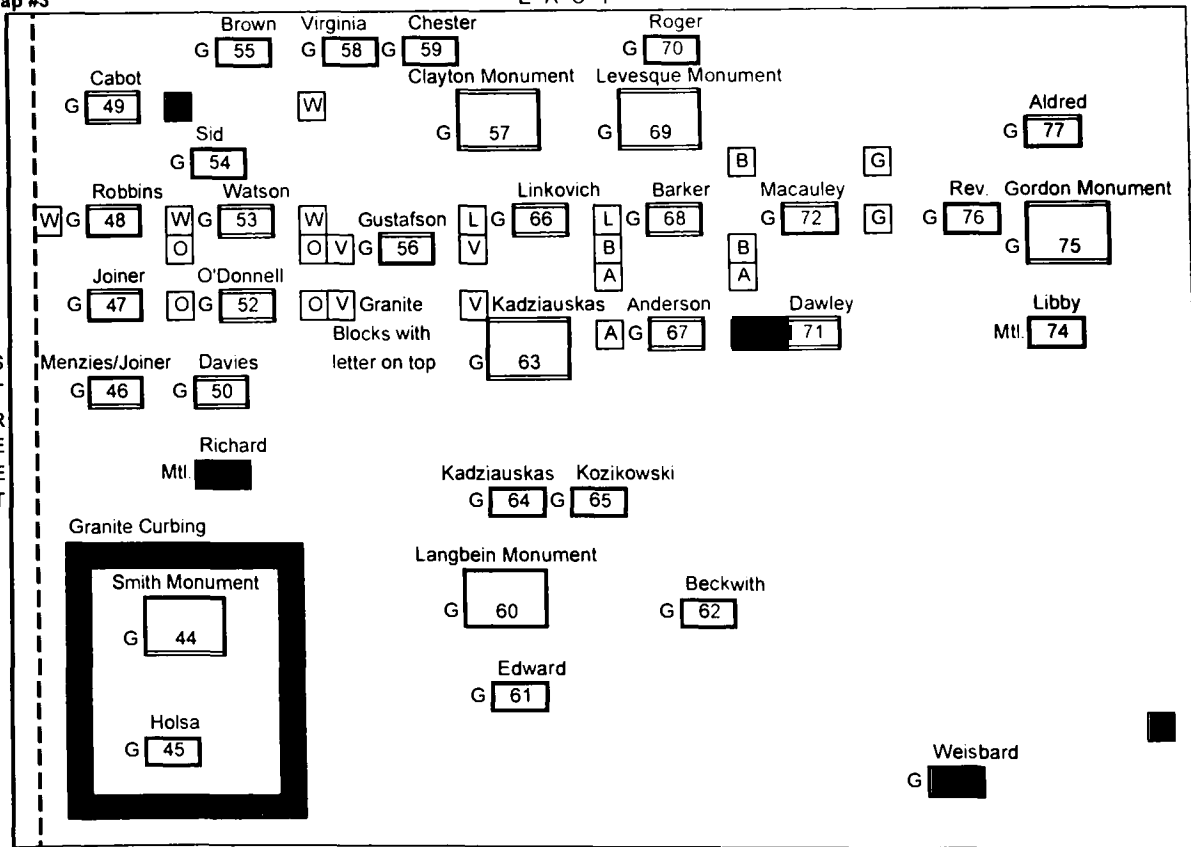 ap #3
E A S T
Brown Virginia Chester Roger
G 55 G 58 G 59 G 70
Cabot Clayton Monument Levesque Monument
G 49 W G 57 G 69 Aldred
G 77
Sid
G 54 B G
Robbins Watson Linkovich Barker Macauley Rev. Gordon Monument
W G 48 W G 53 W Gustafson L G 66 L G 68 G 72 G G 76 G 75
O O V G 56 V B B
A A
Joiner O'Donnell
G 47 O G 52 O V Granite V Kadziauskas Anderson Dawley Libby
Blocks with A G 67 71 Mtl. 74
Menzies/Joiner Davies letter on top G 63
G 46 G 50
STREET
Richard
Mtl.
Kadziauskas Kozikowski
G 64 G 65
Granite Curbing
Langbein Monument
Smith Monument G 60 Beckwith
G 44 G 62
Edward
G 61
Holsa
G 45
Weisbard
G